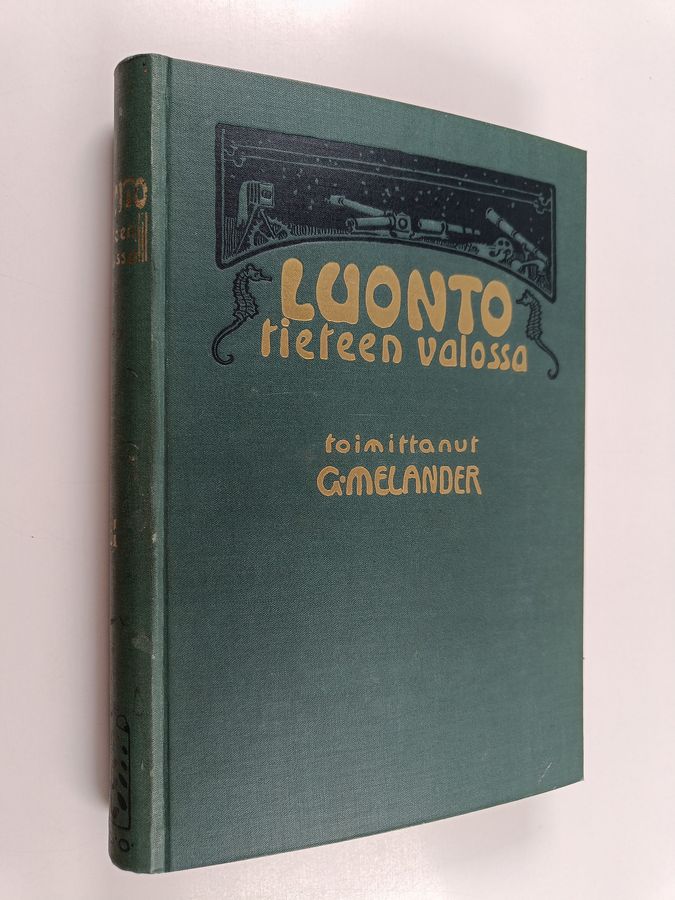 LUONTO
tieteen valossa
toimittanut
G. MELANDER